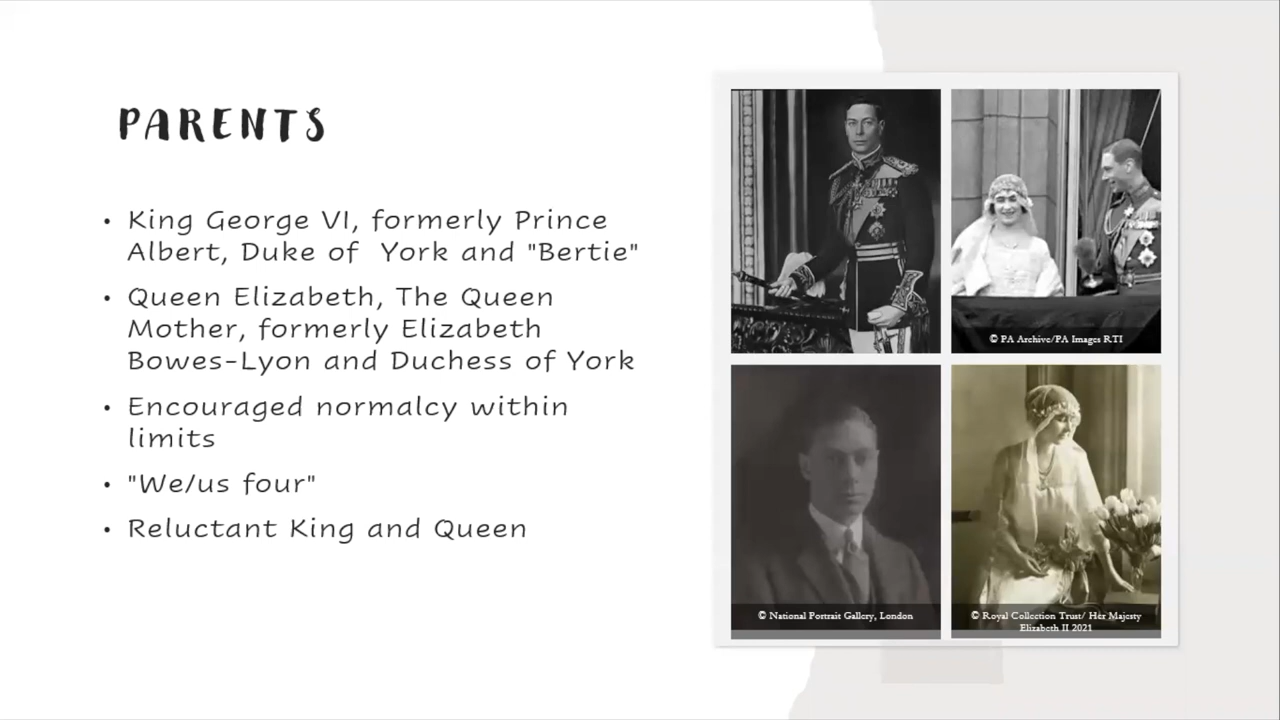 PARENTS
• King George VI, formerly Prince
Albert, Duke of York and "Bertie"
• Queen Elizabeth, The Queen
Mother, formerly Elizabeth
Bowes-Lyon and Duchess of York
• Encouraged normalcy within
limits
• "We/us four"
• Reluctant King and Queen
© PA Archive/PA Images RTI
© National Portrait Gallery, London
© Royal Collection Trust/ Her Majesty
Elizabeth II 2021